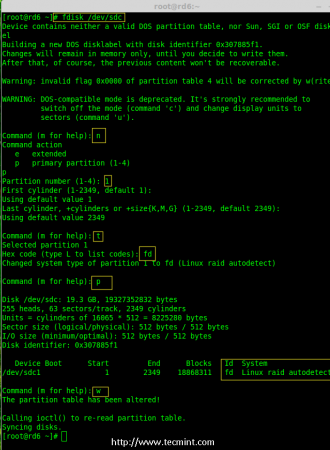 root@rd6:~
[root@rd6 ~]# fdisk /dev/sdc
Device contains neither a valid DOS partition table, nor Sun, SGI or OSF disk
el
Building a new DOS disklabel with disk identifier 0x307885f1.
Changes will remain in memory only, until you decide to write them.
After that, of course, the previous content won't be recoverable.
Warning: invalid flag 0x0000 of partition table 4 will be corrected by w(rite
WARNING: DOS-compatible mode is deprecated. It's strongly recommended to
switch off the mode (command 'c') and change display units to
sectors (command 'u').
Command (m for help): n
Command action
e extended
p primary partition (1-4)
p
Partition number (1-4): 1
First cylinder (1-2349, default 1):
Using default value 1
Last cylinder, +cylinders or +size{K,M,G} (1-2349, default 2349):
Using default value 2349
Command (m for help): t
Selected partition 1
Hex code (type L to list codes): fd
Changed system type of partition 1 to fd (Linux raid autodetect)
Command (m for help): p
Disk /dev/sdc: 19.3 GB, 19327352832 bytes
255 heads, 63 sectors/track, 2349 cylinders
Units = cylinders of 16065 * 512 = 8225280 bytes
Sector size (logical/physical): 512 bytes / 512 bytes
I/O size (minimum/optimal): 512 bytes / 512 bytes
Disk identifier: 0x307885f1
Device Boot Start End Blocks Id System
/dev/sdc1 1 2349 18868311 fd Linux raid autodetect
Command (m for help): w
The partition table has been altered!
Calling ioctl() to re-read partition table.
Syncing disks.
[root@rd6 ~]#
http://www.tecmint.com